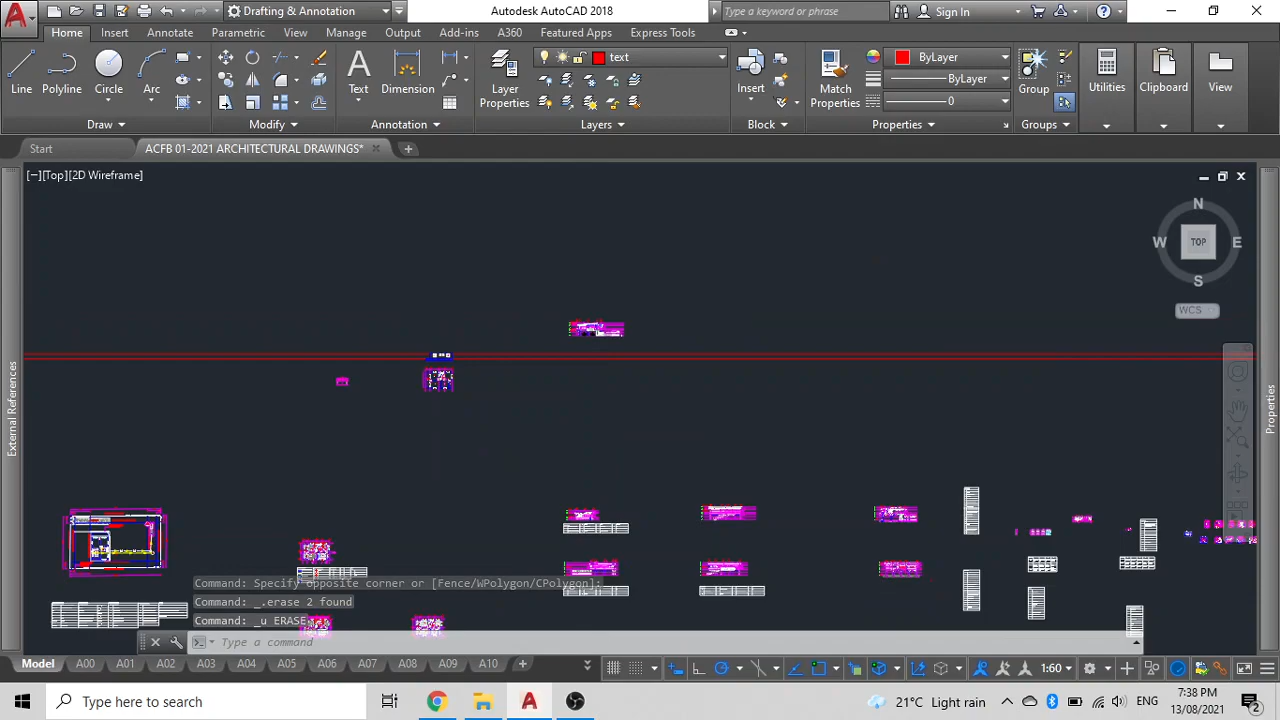 Drafting & Annotation
Autodesk AutoCAD 2018
Type a keyword or phrase
Sign In
Home Insert Annotate Parametric View Manage Output Add-ins A360 Featured Apps Express Tools
Line Polyline Circle Arc
Text Dimension
Layer Properties
text
Insert
Match Properties
ByLayer
ByLayer
0
Group
Utilities
Clipboard
View
Draw Modify Annotation Layers Block Properties Groups
Start ACFB 01-2021 ARCHITECTURAL DRAWINGS*
[−][Top][2D Wireframe]
N
W TOP E
S
WCS
External References
Properties
Command: Specify opposite corner or [Fence/WPolygon/CPolygon]:
Command: _.erase 2 found
Command: _u ERASE
Type a command
Model A00 A01 A02 A03 A04 A05 A06 A07 A08 A09 A10
1:60
Type here to search
21°C Light rain
ENG
7:38 PM
13/08/2021
2